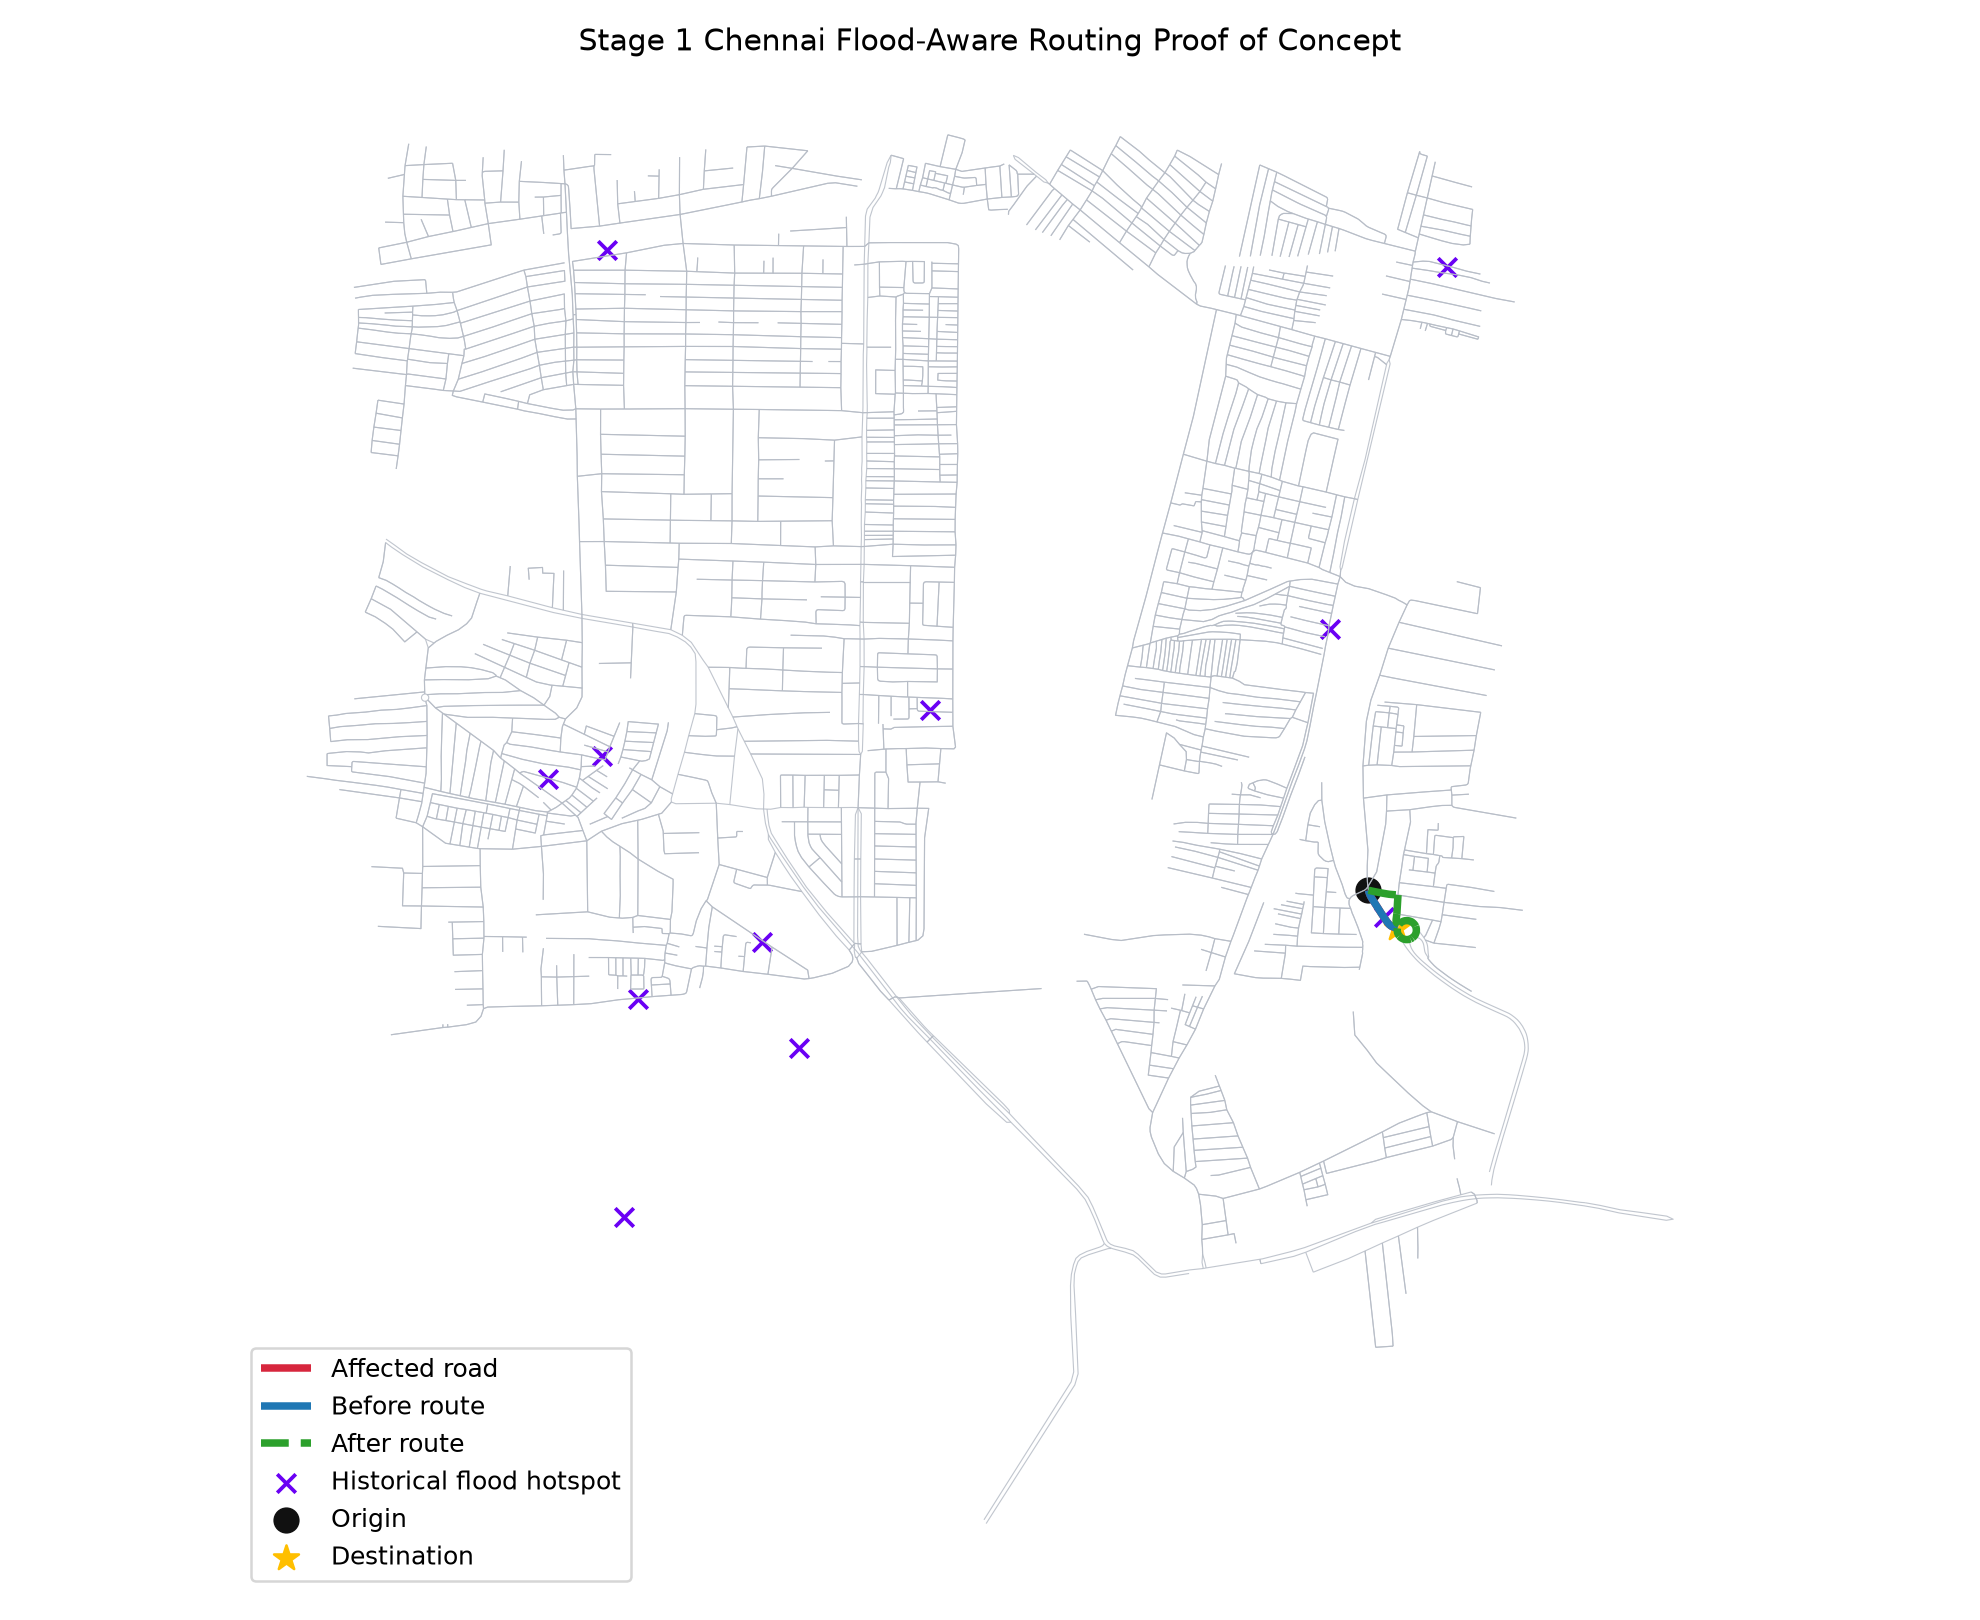 Stage 1 Chennai Flood-Aware Routing Proof of Concept
Affected road
Before route
After route
Historical flood hotspot
Origin
Destination